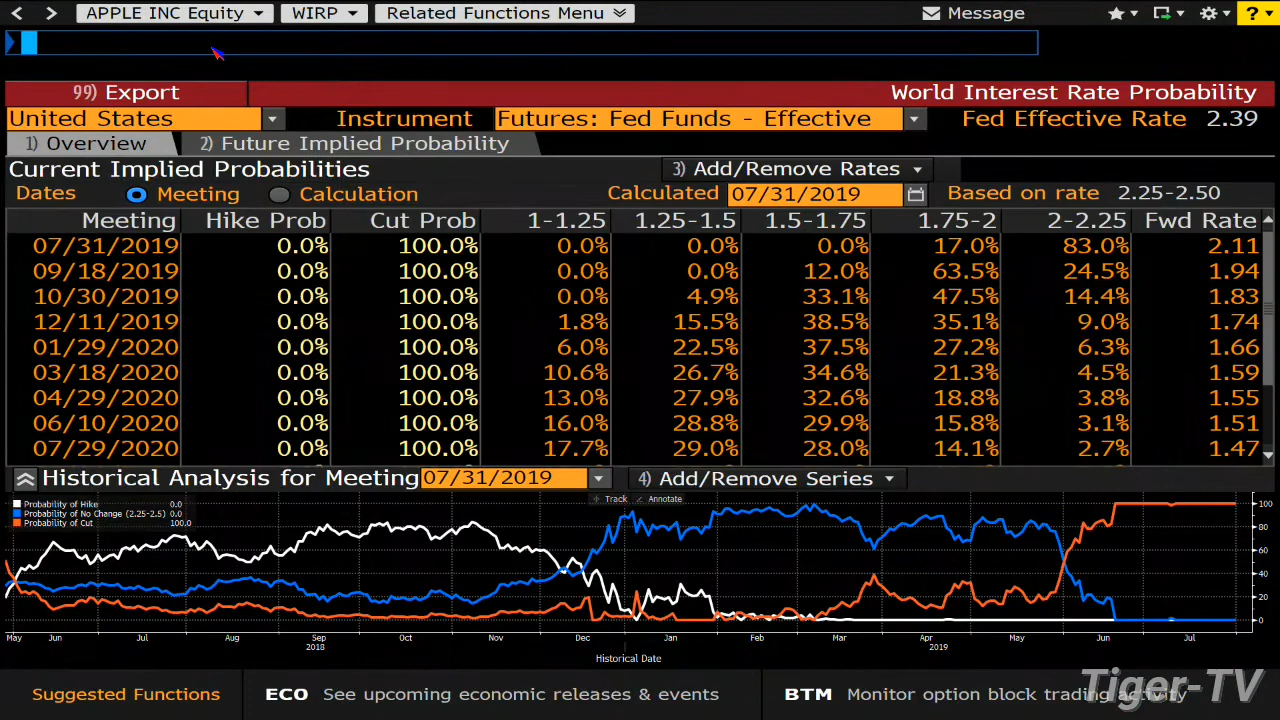 < > APPLE INC Equity WIRP Related Functions Menu Message ?
99) Export World Interest Rate Probability
United States Instrument Futures: Fed Funds - Effective Fed Effective Rate 2.39
1) Overview 2) Future Implied Probability
Current Implied Probabilities 3) Add/Remove Rates
Dates Meeting Calculation Calculated 07/31/2019 Based on rate 2.25-2.50
Meeting Hike Prob Cut Prob 1-1.25 1.25-1.5 1.5-1.75 1.75-2 2-2.25 Fwd Rate
07/31/2019 0.0% 100.0% 0.0% 0.0% 0.0% 17.0% 83.0% 2.11
09/18/2019 0.0% 100.0% 0.0% 0.0% 12.0% 63.5% 24.5% 1.94
10/30/2019 0.0% 100.0% 0.0% 4.9% 33.1% 47.5% 14.4% 1.83
12/11/2019 0.0% 100.0% 1.8% 15.5% 38.5% 35.1% 9.0% 1.74
01/29/2020 0.0% 100.0% 6.0% 22.5% 37.5% 27.2% 6.3% 1.66
03/18/2020 0.0% 100.0% 10.6% 26.7% 34.6% 21.3% 4.5% 1.59
04/29/2020 0.0% 100.0% 13.0% 27.9% 32.6% 18.8% 3.8% 1.55
06/10/2020 0.0% 100.0% 16.0% 28.8% 29.9% 15.8% 3.1% 1.51
07/29/2020 0.0% 100.0% 17.7% 29.0% 28.0% 14.1% 2.7% 1.47
Historical Analysis for Meeting 07/31/2019 4) Add/Remove Series
Track Annotate
Probability of Hike 0.0
Probability of No Change (2.25-2.5) 0.0
Probability of Cut 100.0
100
80
60
40
20
0
May Jun Jul Aug Sep Oct Nov Dec Jan Feb Mar Apr May Jun Jul
2018 2019
Historical Date
Suggested Functions ECO See upcoming economic releases & events BTM Monitor option block trading activity
Tiger-TV